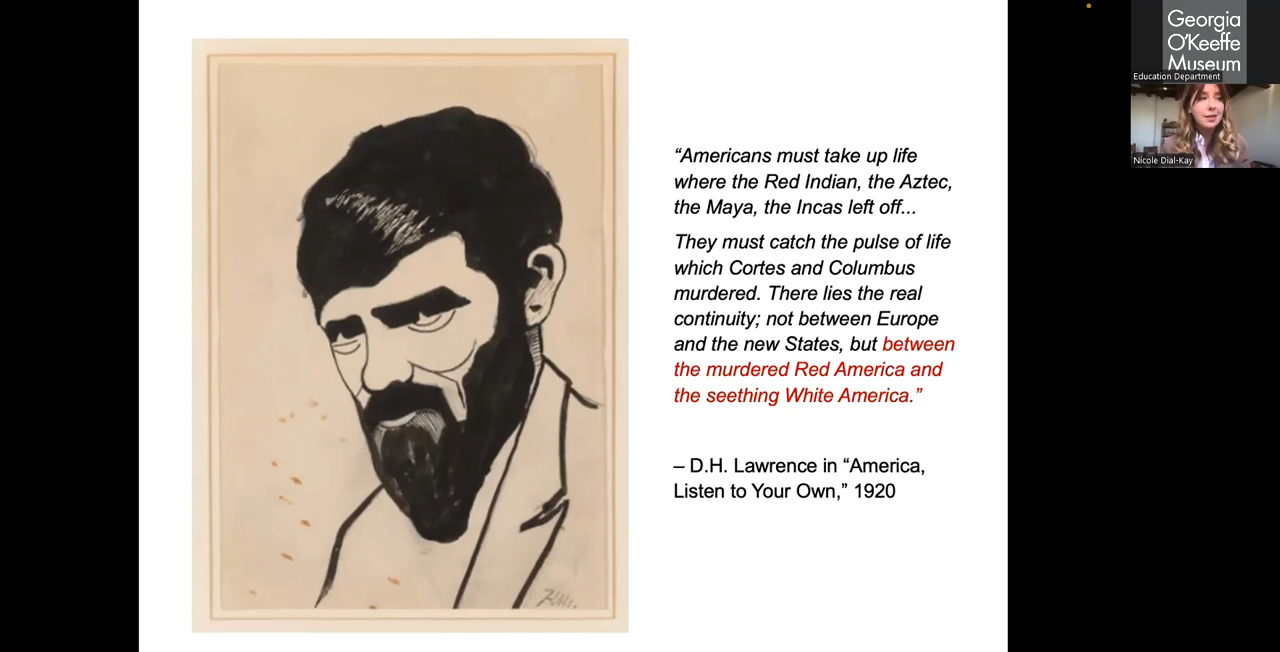 “Americans must take up life
where the Red Indian, the Aztec,
the Maya, the Incas left off...
They must catch the pulse of life
which Cortes and Columbus
murdered. There lies the real
continuity; not between Europe
and the new States, but between
the murdered Red America and
the seething White America.”
– D.H. Lawrence in “America,
Listen to Your Own,” 1920
Georgia
O’Keeffe
Museum
Education Department
Nicole Dial-Kay